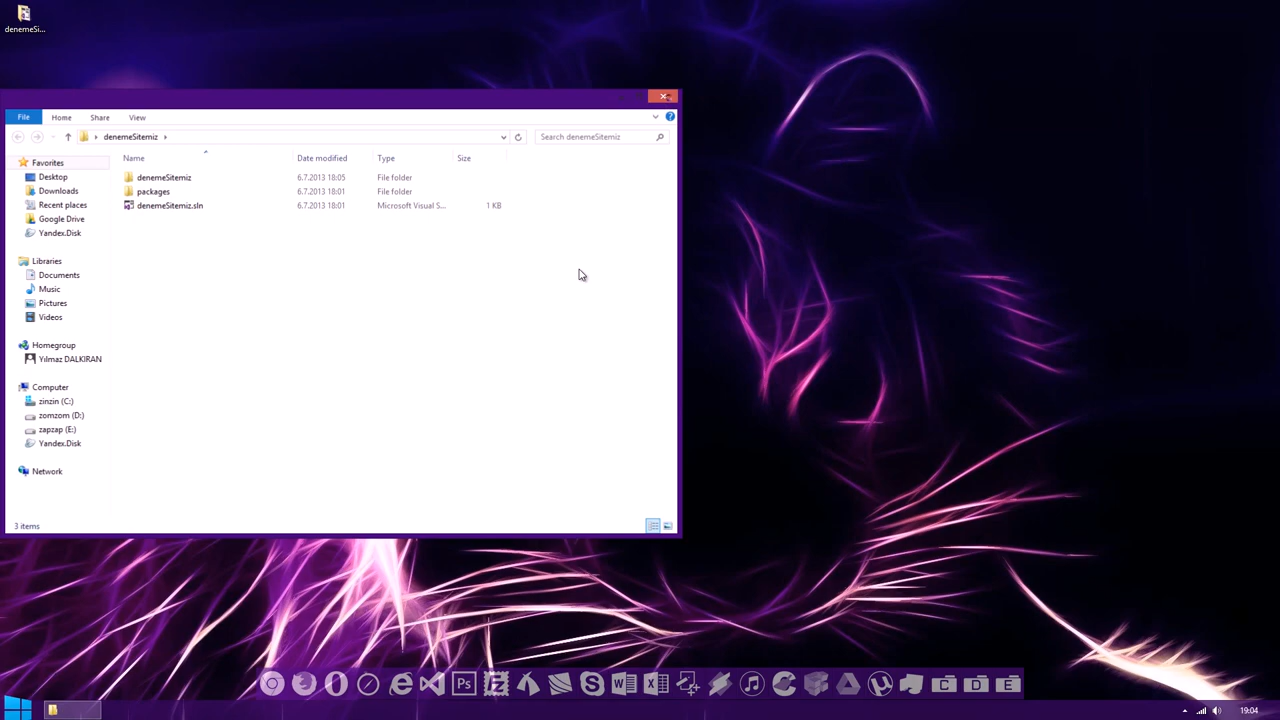 denemeSi...
File Home Share View
denemeSitemiz
Search denemeSitemiz
Name Date modified Type Size
denemeSitemiz 6.7.2013 18:05 File folder
packages 6.7.2013 18:01 File folder
denemeSitemiz.sln 6.7.2013 18:01 Microsoft Visual S... 1 KB
Favorites
Desktop
Downloads
Recent places
Google Drive
Yandex.Disk
Libraries
Documents
Music
Pictures
Videos
Homegroup
Yılmaz DALKIRAN
Computer
zinzin (C:)
zomzom (D:)
zapzap (E:)
Yandex.Disk
Network
3 items
Ps
C D E
19:04